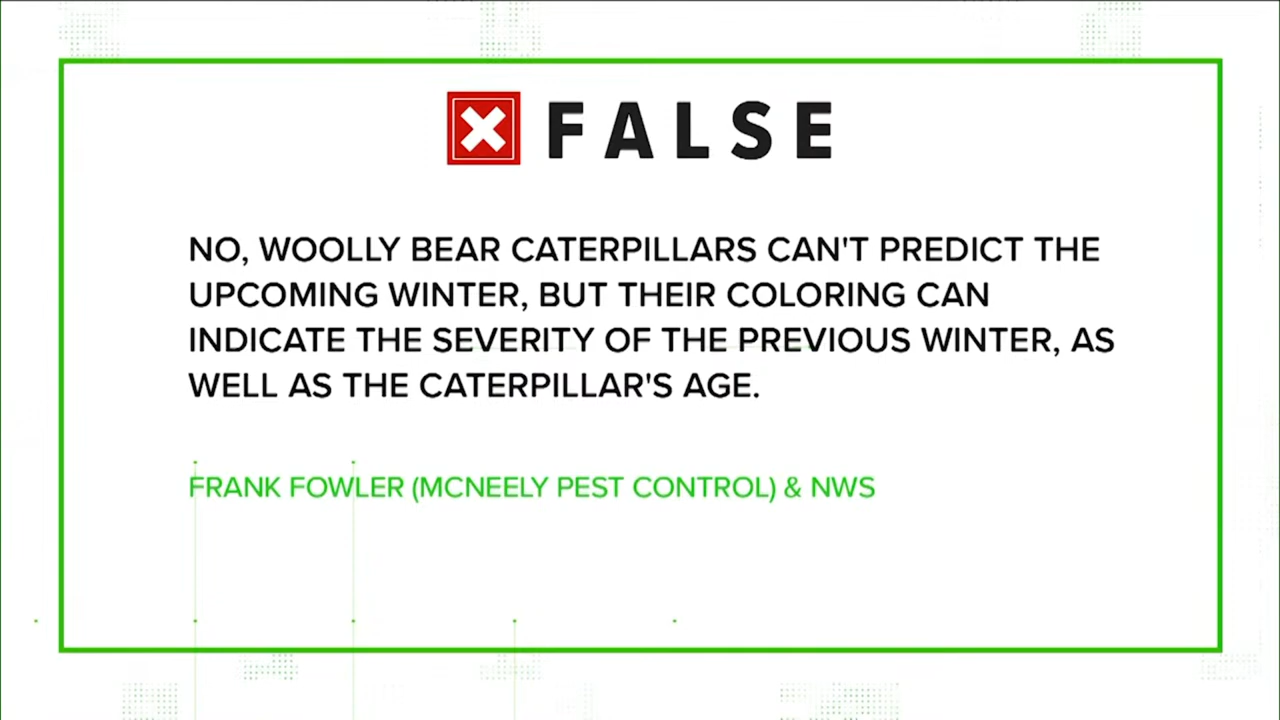 FALSE
NO, WOOLLY BEAR CATERPILLARS CAN'T PREDICT THE
UPCOMING WINTER, BUT THEIR COLORING CAN
INDICATE THE SEVERITY OF THE PREVIOUS WINTER, AS
WELL AS THE CATERPILLAR'S AGE.
FRANK FOWLER (MCNEELY PEST CONTROL) & NWS